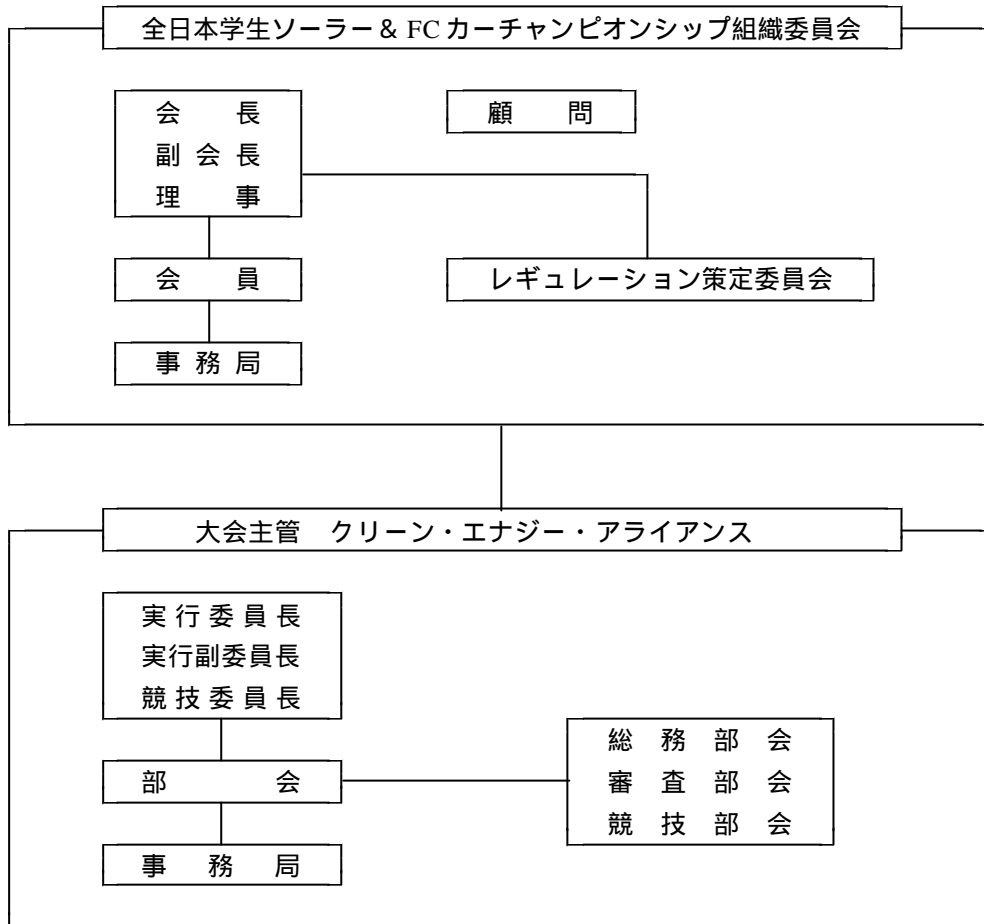 全日本学生ソーラー＆FCカーチャンピオンシップ組織委員会
会　　長
副 会 長
理　　事
顧　　問
会　　員
レギュレーション策定委員会
事 務 局
大会主管　クリーン・エナジー・アライアンス
実 行 委 員 長
実行副委員長
競 技 委 員 長
部　　　　会
総　務　部　会
審　査　部　会
競　技　部　会
事　務　局